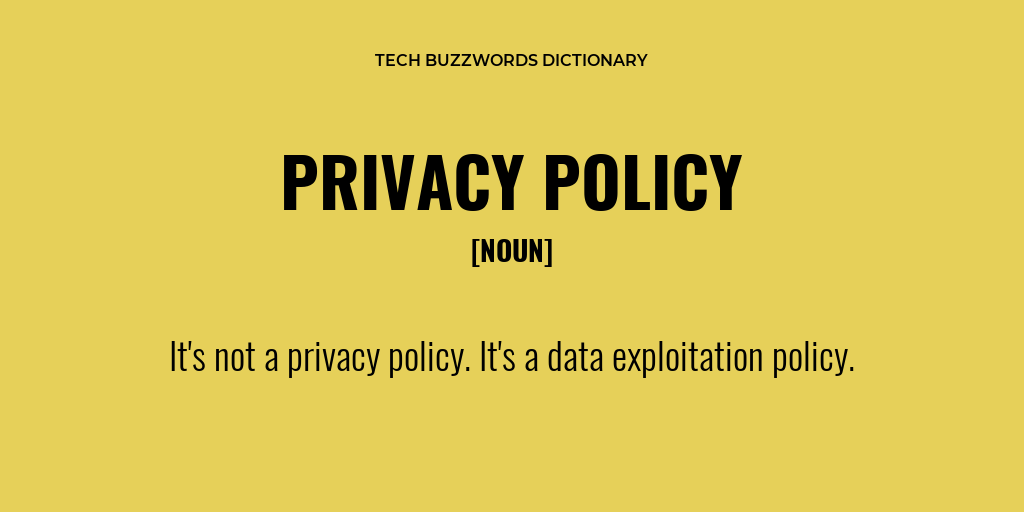 TECH BUZZWORDS DICTIONARY
PRIVACY POLICY
[NOUN]
It's not a privacy policy. It's a data exploitation policy.